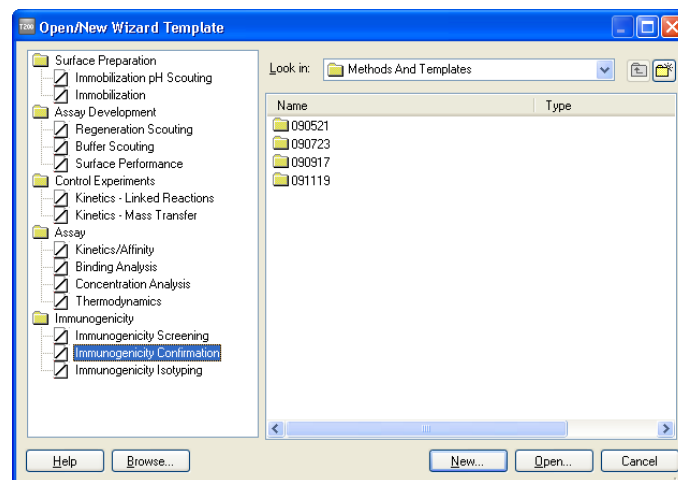 T200 Open/New Wizard Template
Surface Preparation
Immobilization pH Scouting
Immobilization
Assay Development
Regeneration Scouting
Buffer Scouting
Surface Performance
Control Experiments
Kinetics - Linked Reactions
Kinetics - Mass Transfer
Assay
Kinetics/Affinity
Binding Analysis
Concentration Analysis
Thermodynamics
Immunogenicity
Immunogenicity Screening
Immunogenicity Confirmation
Immunogenicity Isotyping
Look in: Methods And Templates
Name Type
090521
090723
090917
091119
Help Browse... New... Open... Cancel